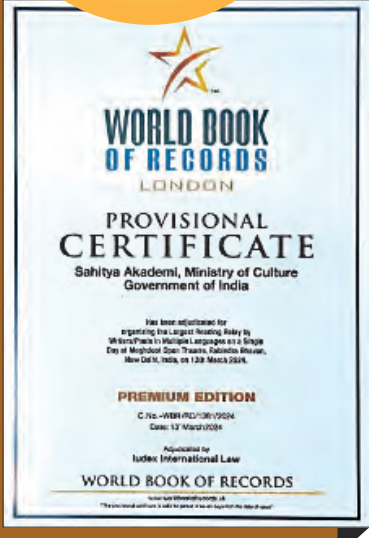 WORLD BOOK
OF RECORDS
LONDON
PROVISIONAL
CERTIFICATE
Sahitya Akademi, Ministry of Culture
Government of India
Has been adjudicated for
organizing the Largest Reading Relay by
Writers/Poets in Multiple Languages on a Single
Day at Meghdoot Open Theatre, Rabindra Bhavan,
New Delhi, India, on 13th March 2024.
PREMIUM EDITION
Date: 13th March 2024
Adjudicated by
Iudex International Law
WORLD BOOK OF RECORDS